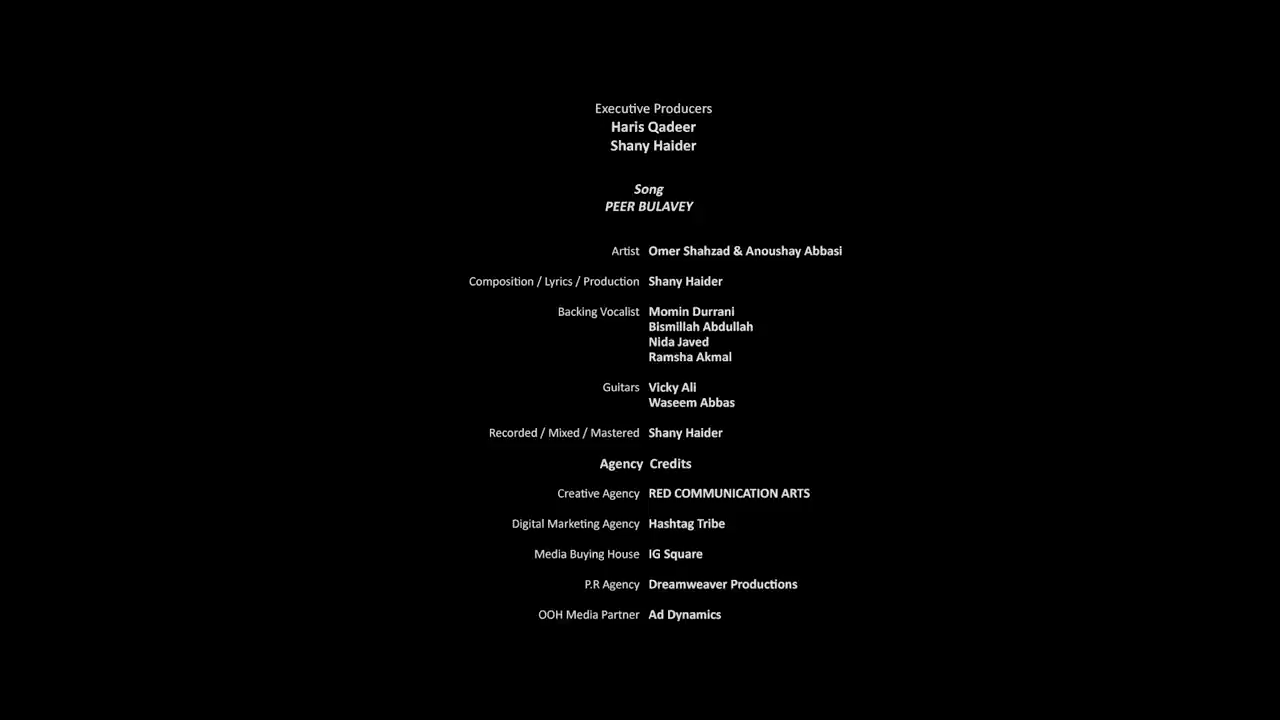 Executive Producers
Haris Qadeer
Shany Haider
Song
PEER BULAVEY
Artist Omer Shahzad & Anoushay Abbasi
Composition / Lyrics / Production Shany Haider
Backing Vocalist Momin Durrani
Bismillah Abdullah
Nida Javed
Ramsha Akmal
Guitars Vicky Ali
Waseem Abbas
Recorded / Mixed / Mastered Shany Haider
Agency Credits
Creative Agency RED COMMUNICATION ARTS
Digital Marketing Agency Hashtag Tribe
Media Buying House IG Square
P.R Agency Dreamweaver Productions
OOH Media Partner Ad Dynamics